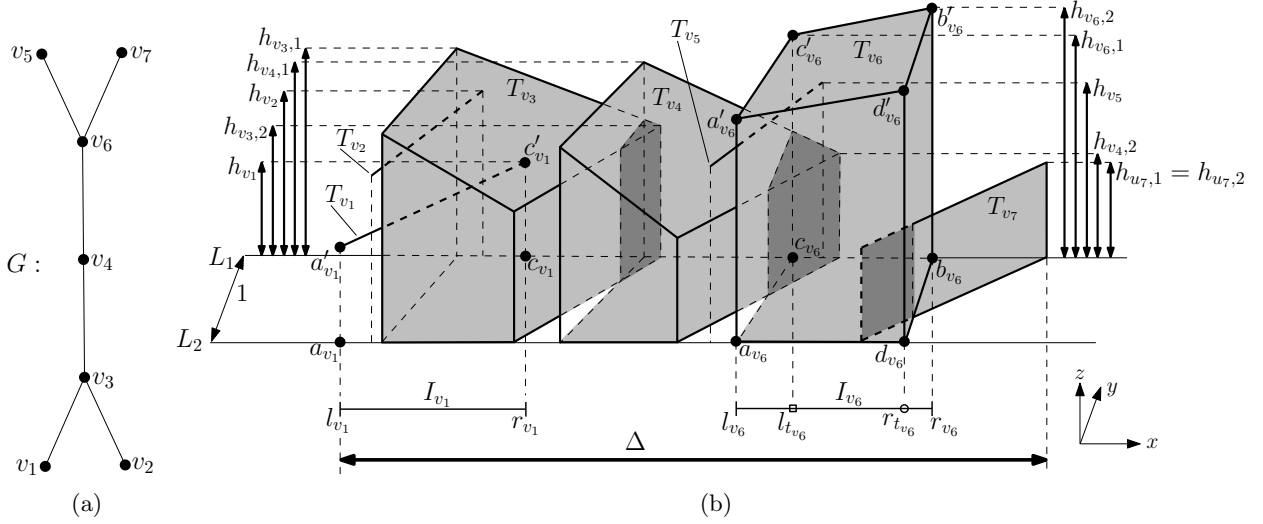 v5 v7
v6
G : v4
v3
v1 v2
(a)
hv3,1
hv4,1
hv2
hv3,2
hv1
Tv2
Tv1
Tv3
Tv4
Tv5
Tv6
Tv7
c′v1
a′v1
cv1
av1
c′v6
b′v6
a′v6
d′v6
cv6
bv6
av6
dv6
hv6,2
hv6,1
hv5
hv4,2
hu7,1 = hu7,2
L1
1
L2
Iv1
lv1 rv1
Iv6
lv6 ltv6 rtv6 rv6
Δ
z
y
x
(b)